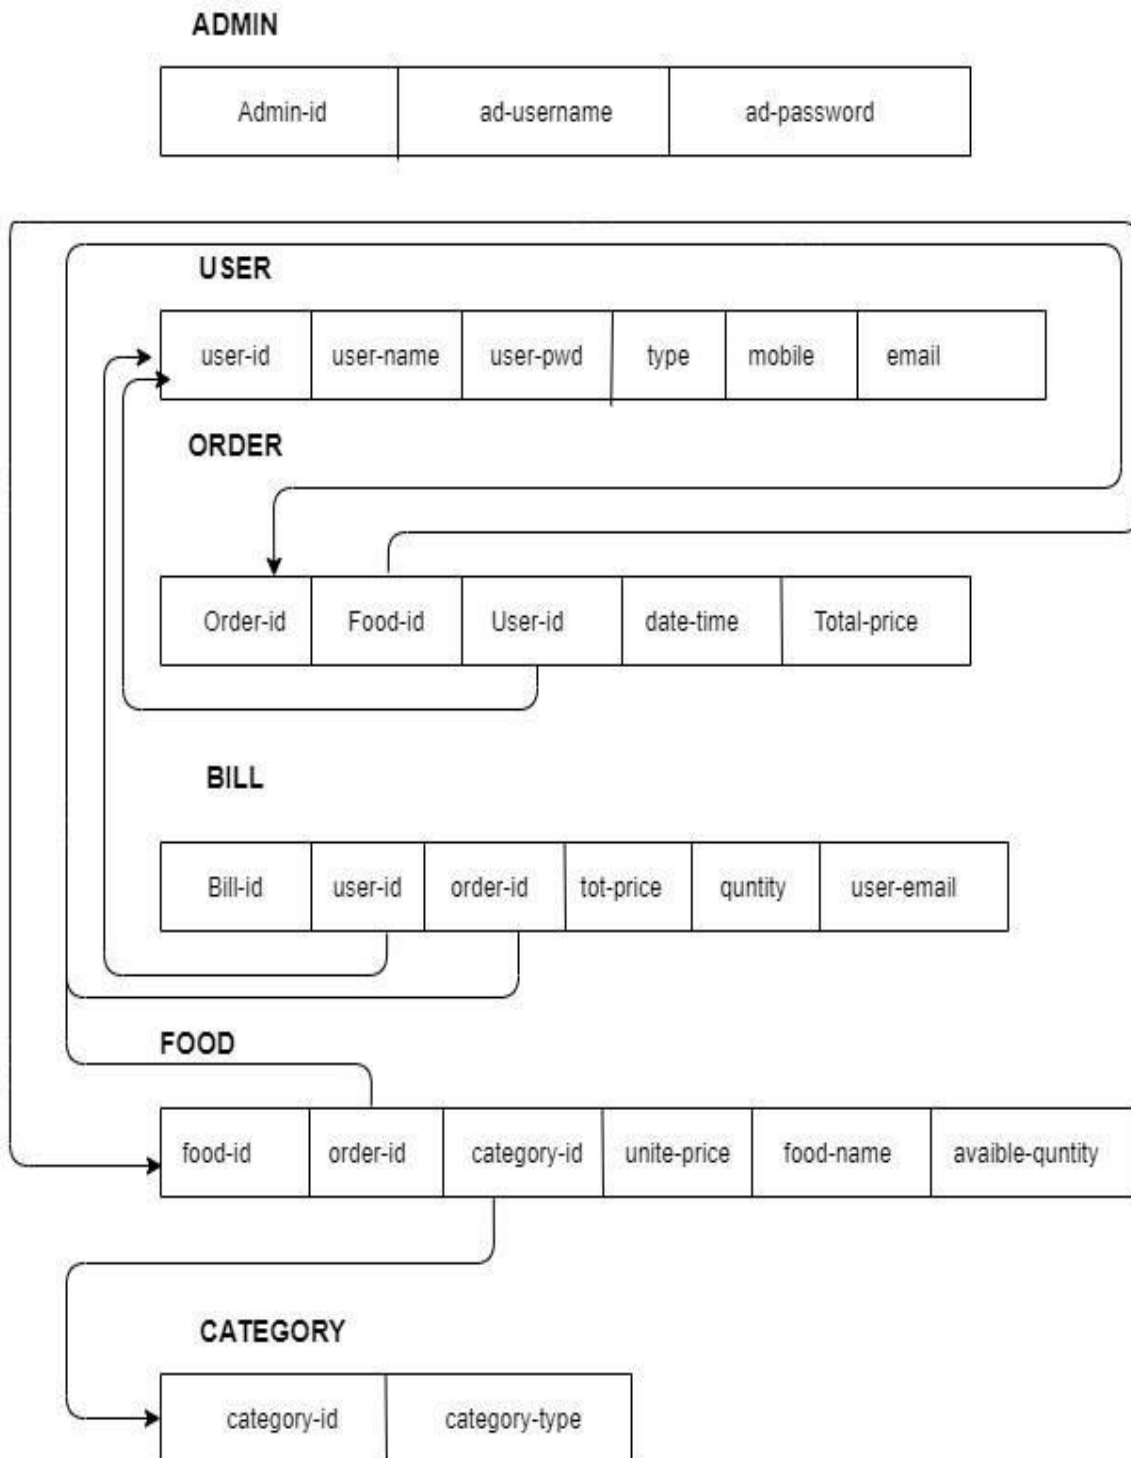 ADMIN
Admin-id ad-username ad-password
USER
user-id user-name user-pwd type mobile email
ORDER
Order-id Food-id User-id date-time Total-price
BILL
Bill-id user-id order-id tot-price quntity user-email
FOOD
food-id order-id category-id unite-price food-name avaible-quntity
CATEGORY
category-id category-type